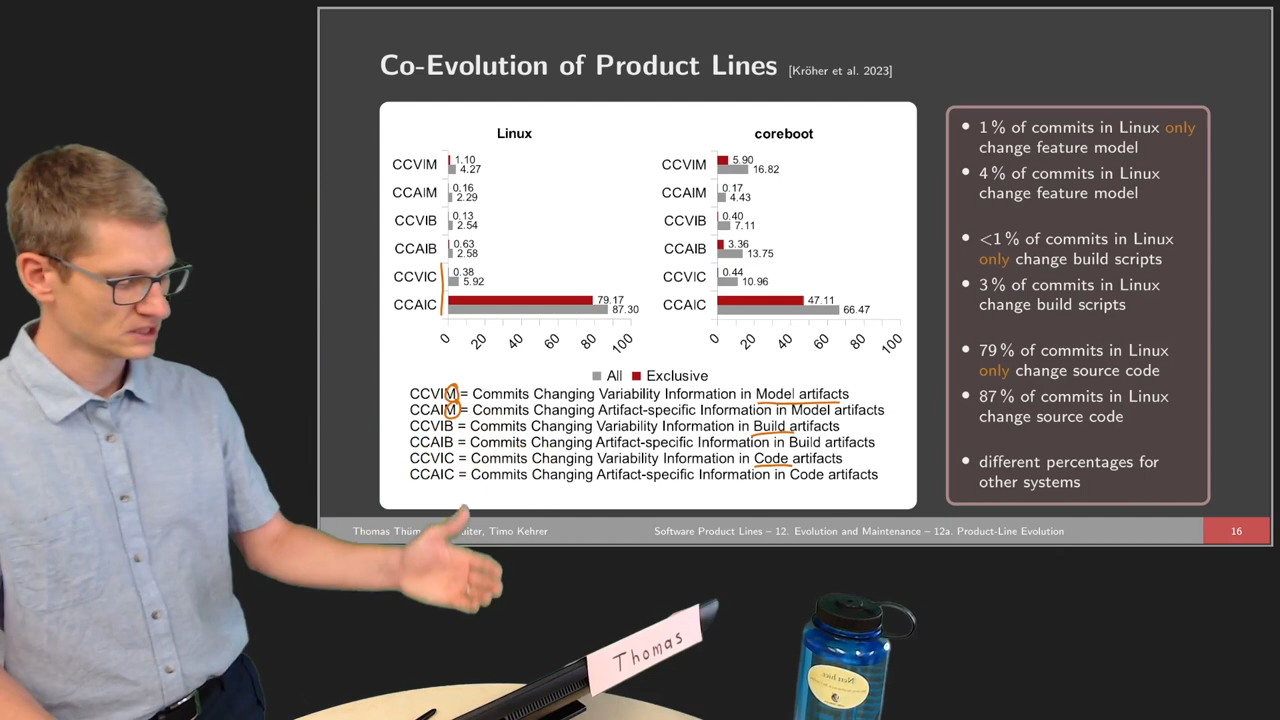 Co-Evolution of Product Lines [Kröher et al. 2023]
Linux
CCVIM 1.10 4.27
CCAIM 0.16 2.29
CCVIB 0.13 2.54
CCAIB 0.63 2.58
CCVIC 0.38 5.92
CCAIC 79.17 87.30
0 20 40 60 80 100
coreboot
CCVIM 5.90 16.82
CCAIM 0.17 4.43
CCVIB 0.40 7.11
CCAIB 3.36 13.75
CCVIC 0.44 10.96
CCAIC 47.11 66.47
0 20 40 60 80 100
All Exclusive
CCVIM = Commits Changing Variability Information in Model artifacts
CCAIM = Commits Changing Artifact-specific Information in Model artifacts
CCVIB = Commits Changing Variability Information in Build artifacts
CCAIB = Commits Changing Artifact-specific Information in Build artifacts
CCVIC = Commits Changing Variability Information in Code artifacts
CCAIC = Commits Changing Artifact-specific Information in Code artifacts
1 % of commits in Linux only
change feature model
4 % of commits in Linux
change feature model
<1 % of commits in Linux
only change build scripts
3 % of commits in Linux
change build scripts
79 % of commits in Linux
only change source code
87 % of commits in Linux
change source code
different percentages for
other systems
Thomas Timo Kehrer
Software Product Lines – 12. Evolution and Maintenance – 12a. Product-Line Evolution
16
Thomas